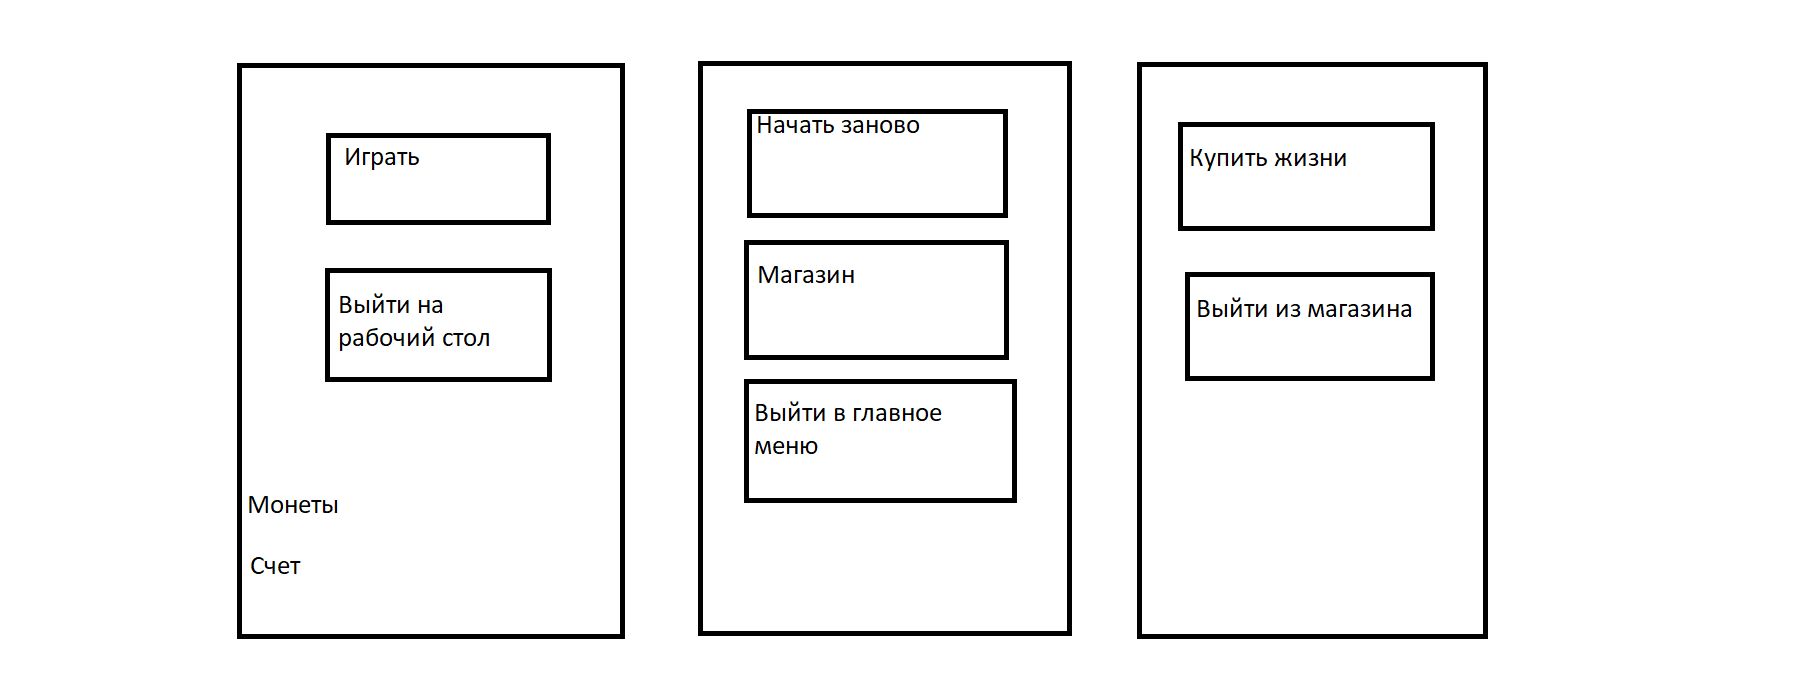 Играть
Выйти на
рабочий стол
Монеты
Счет
Начать заново
Магазин
Выйти в главное
меню
Купить жизни
Выйти из магазина